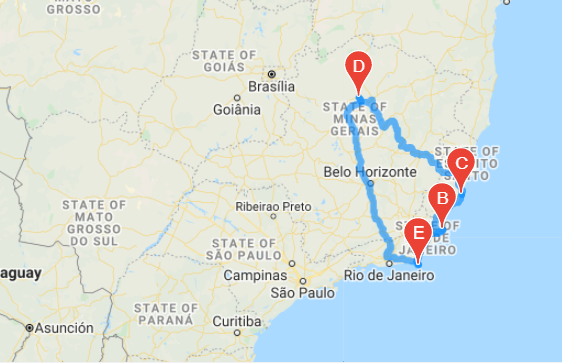 MATO
GROSSO
STATE OF
GOIÁS
Brasília
Goiânia
D
STATE OF
MINAS
GERAIS
STATE OF
ESPÍRITO
SANTO
C
Belo Horizonte
STATE OF
MATO
GROSSO
DO SUL
Ribeirao Preto
B
STATE OF
RIO DE
JANEIRO
E
STATE OF
SÃO PAULO
aguay
Campinas
Rio de Janeiro
São Paulo
STATE OF
PARANÁ
Asunción
Curitiba